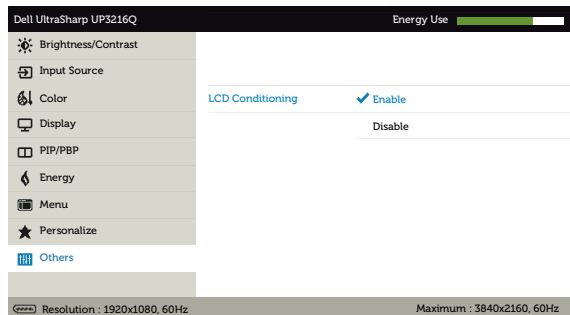 Dell UltraSharp UP3216Q Energy Use
Brightness/Contrast
Input Source
Color
LCD Conditioning Enable
Display
Disable
PIP/PBP
Energy
Menu
Personalize
Others
Resolution : 1920x1080, 60Hz Maximum : 3840x2160, 60Hz